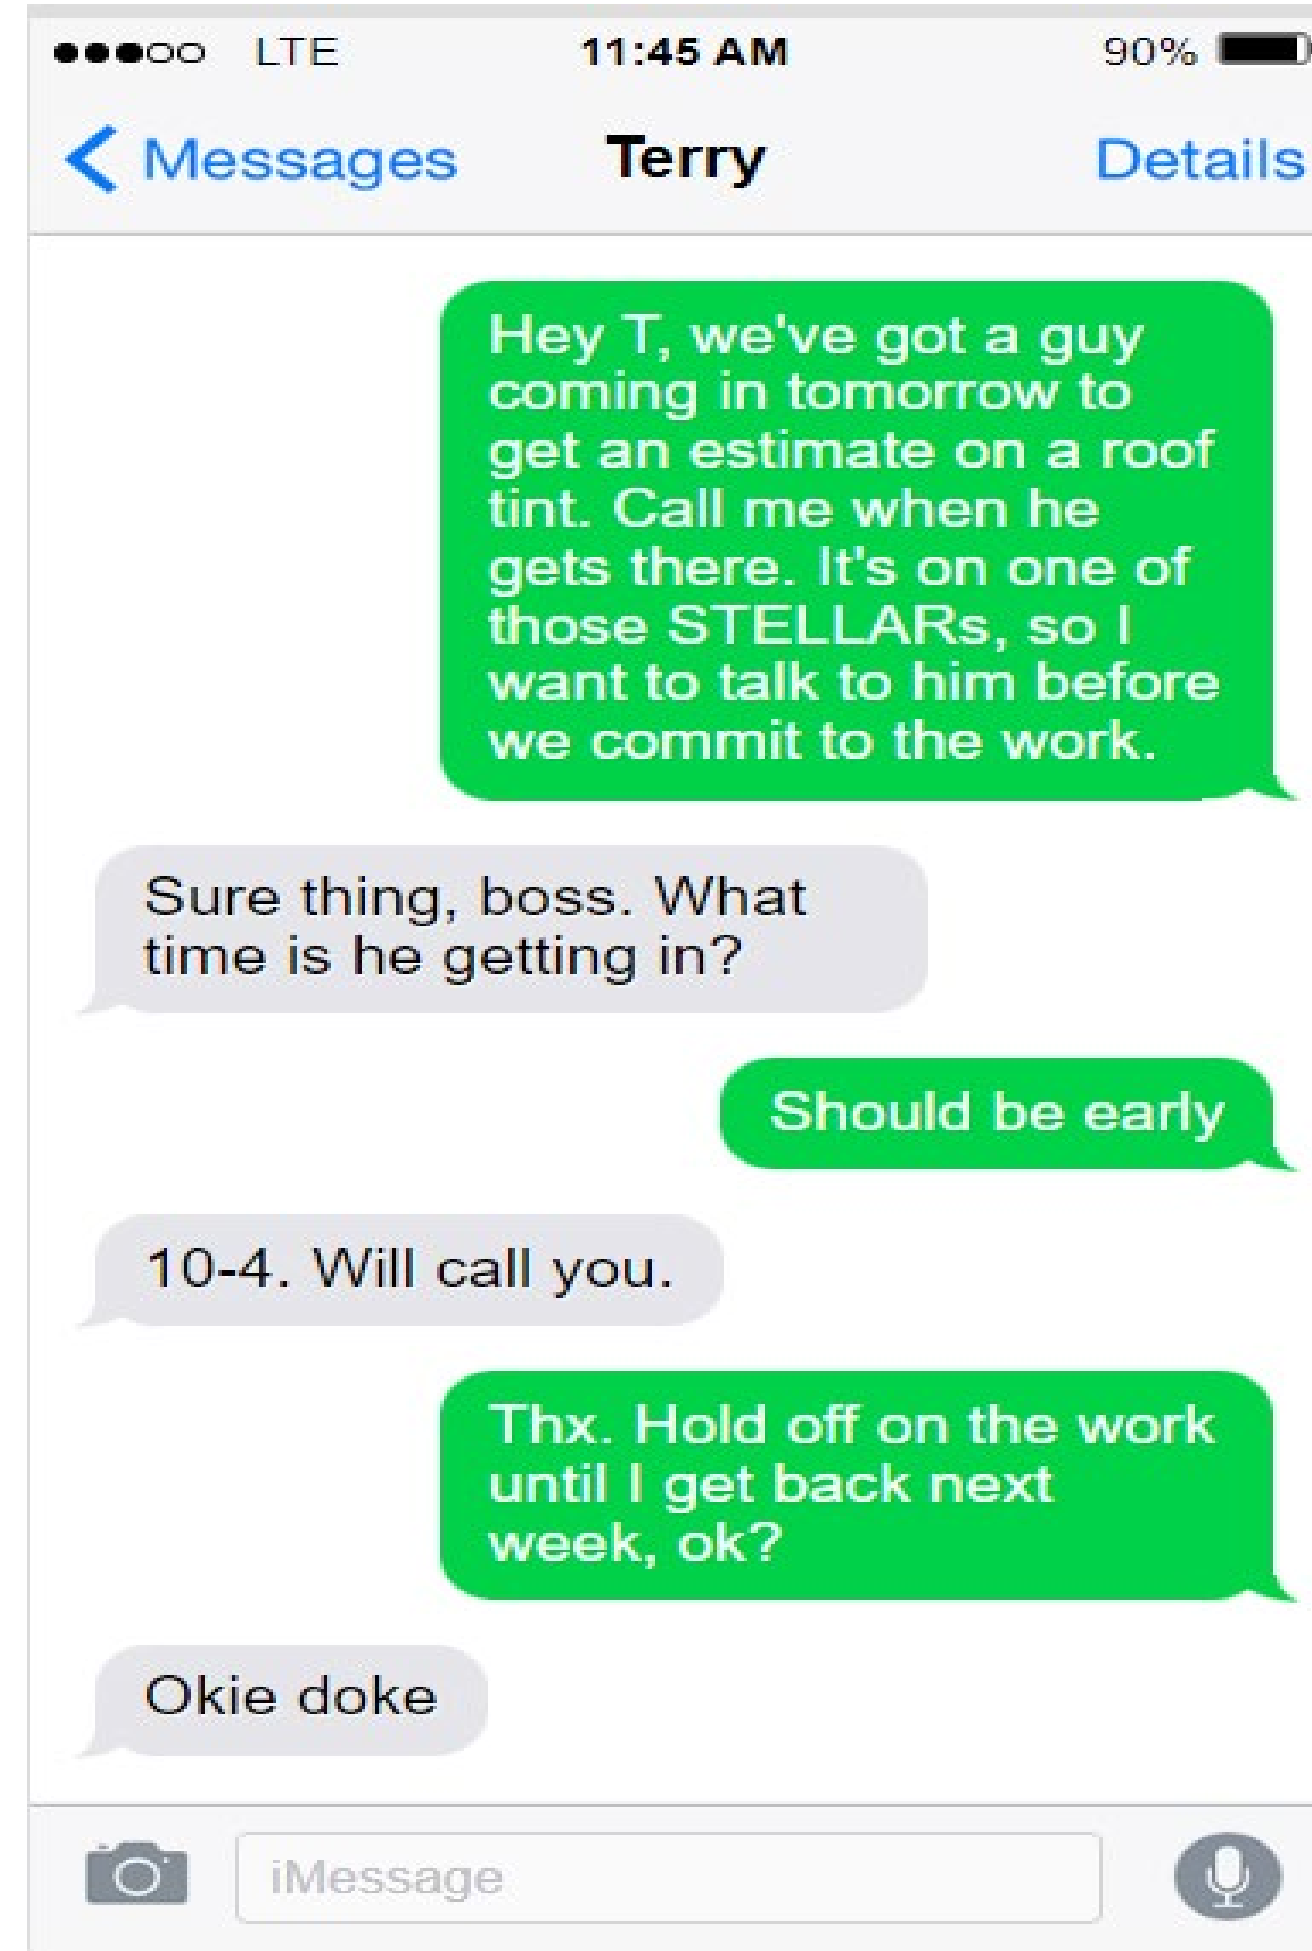 LTE 11:45 AM 90%
Messages Terry Details
Hey T, we've got a guy
coming in tomorrow to
get an estimate on a roof
tint. Call me when he
gets there. It's on one of
those STELLARs, so I
want to talk to him before
we commit to the work.
Sure thing, boss. What
time is he getting in?
Should be early
10-4. Will call you.
Thx. Hold off on the work
until I get back next
week, ok?
Okie doke
iMessage